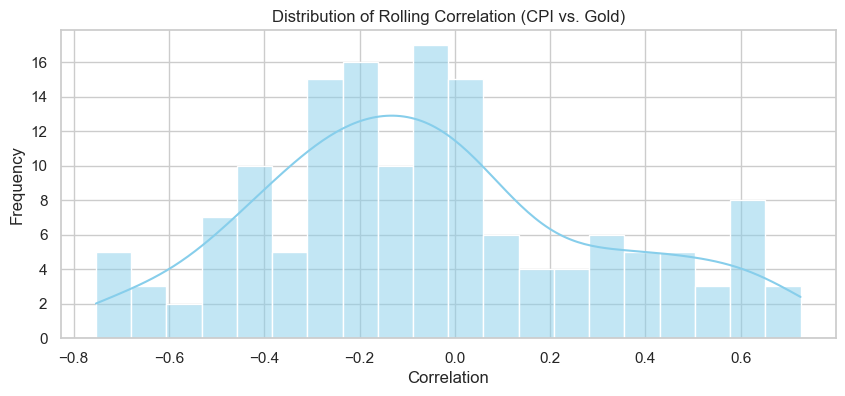 Distribution of Rolling Correlation (CPI vs. Gold)
16
14
12
10
8
6
4
2
0
Frequency
−0.8 −0.6 −0.4 −0.2 0.0 0.2 0.4 0.6
Correlation